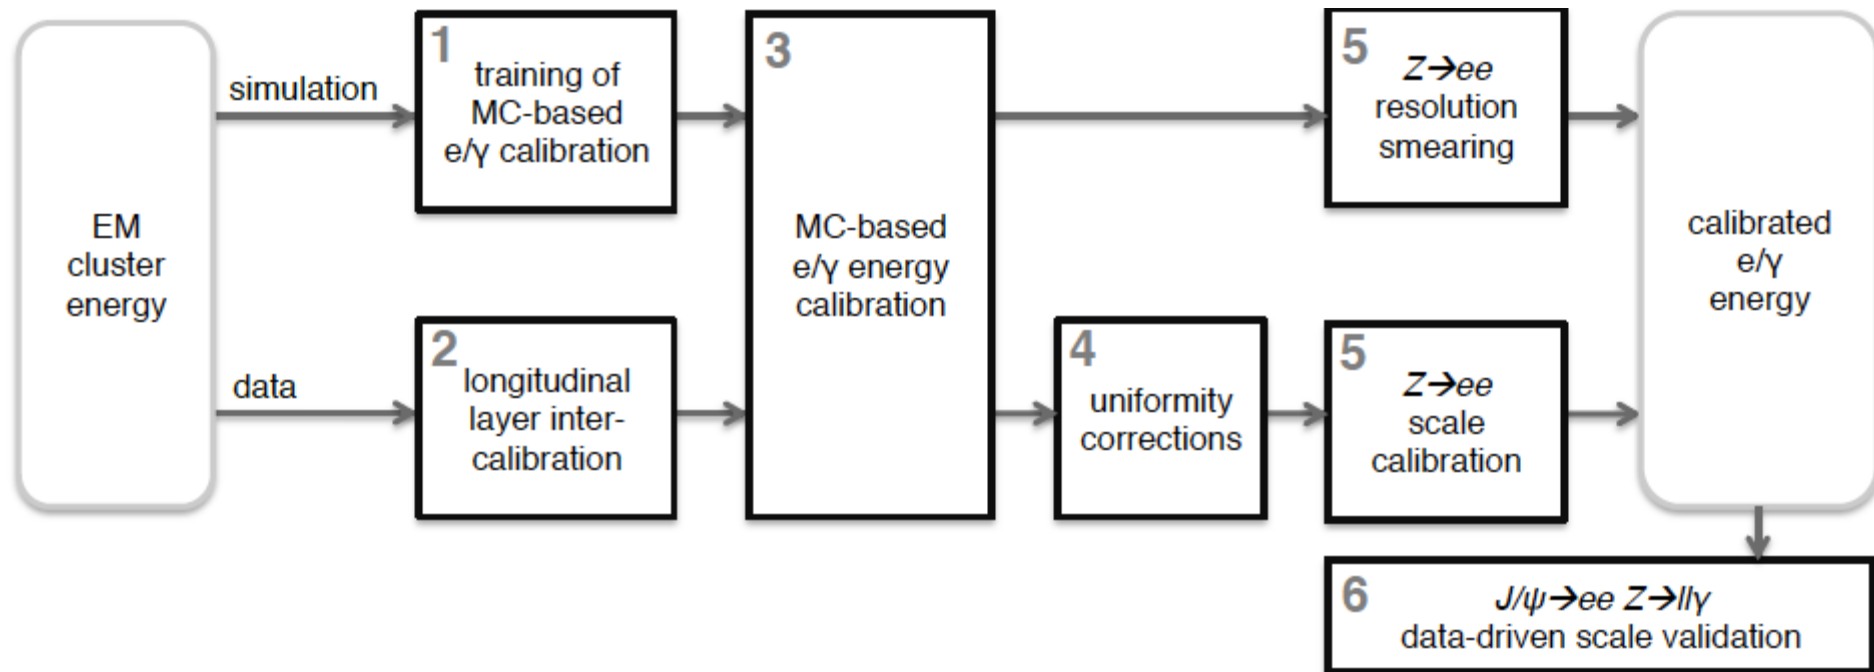 EM
cluster
energy
simulation
data
1
training of
MC-based
e/γ calibration
2
longitudinal
layer inter-
calibration
3
MC-based
e/γ energy
calibration
4
uniformity
corrections
5
Z→ee
resolution
smearing
5
Z→ee
scale
calibration
calibrated
e/γ
energy
6
J/ψ→ee Z→llγ
data-driven scale validation